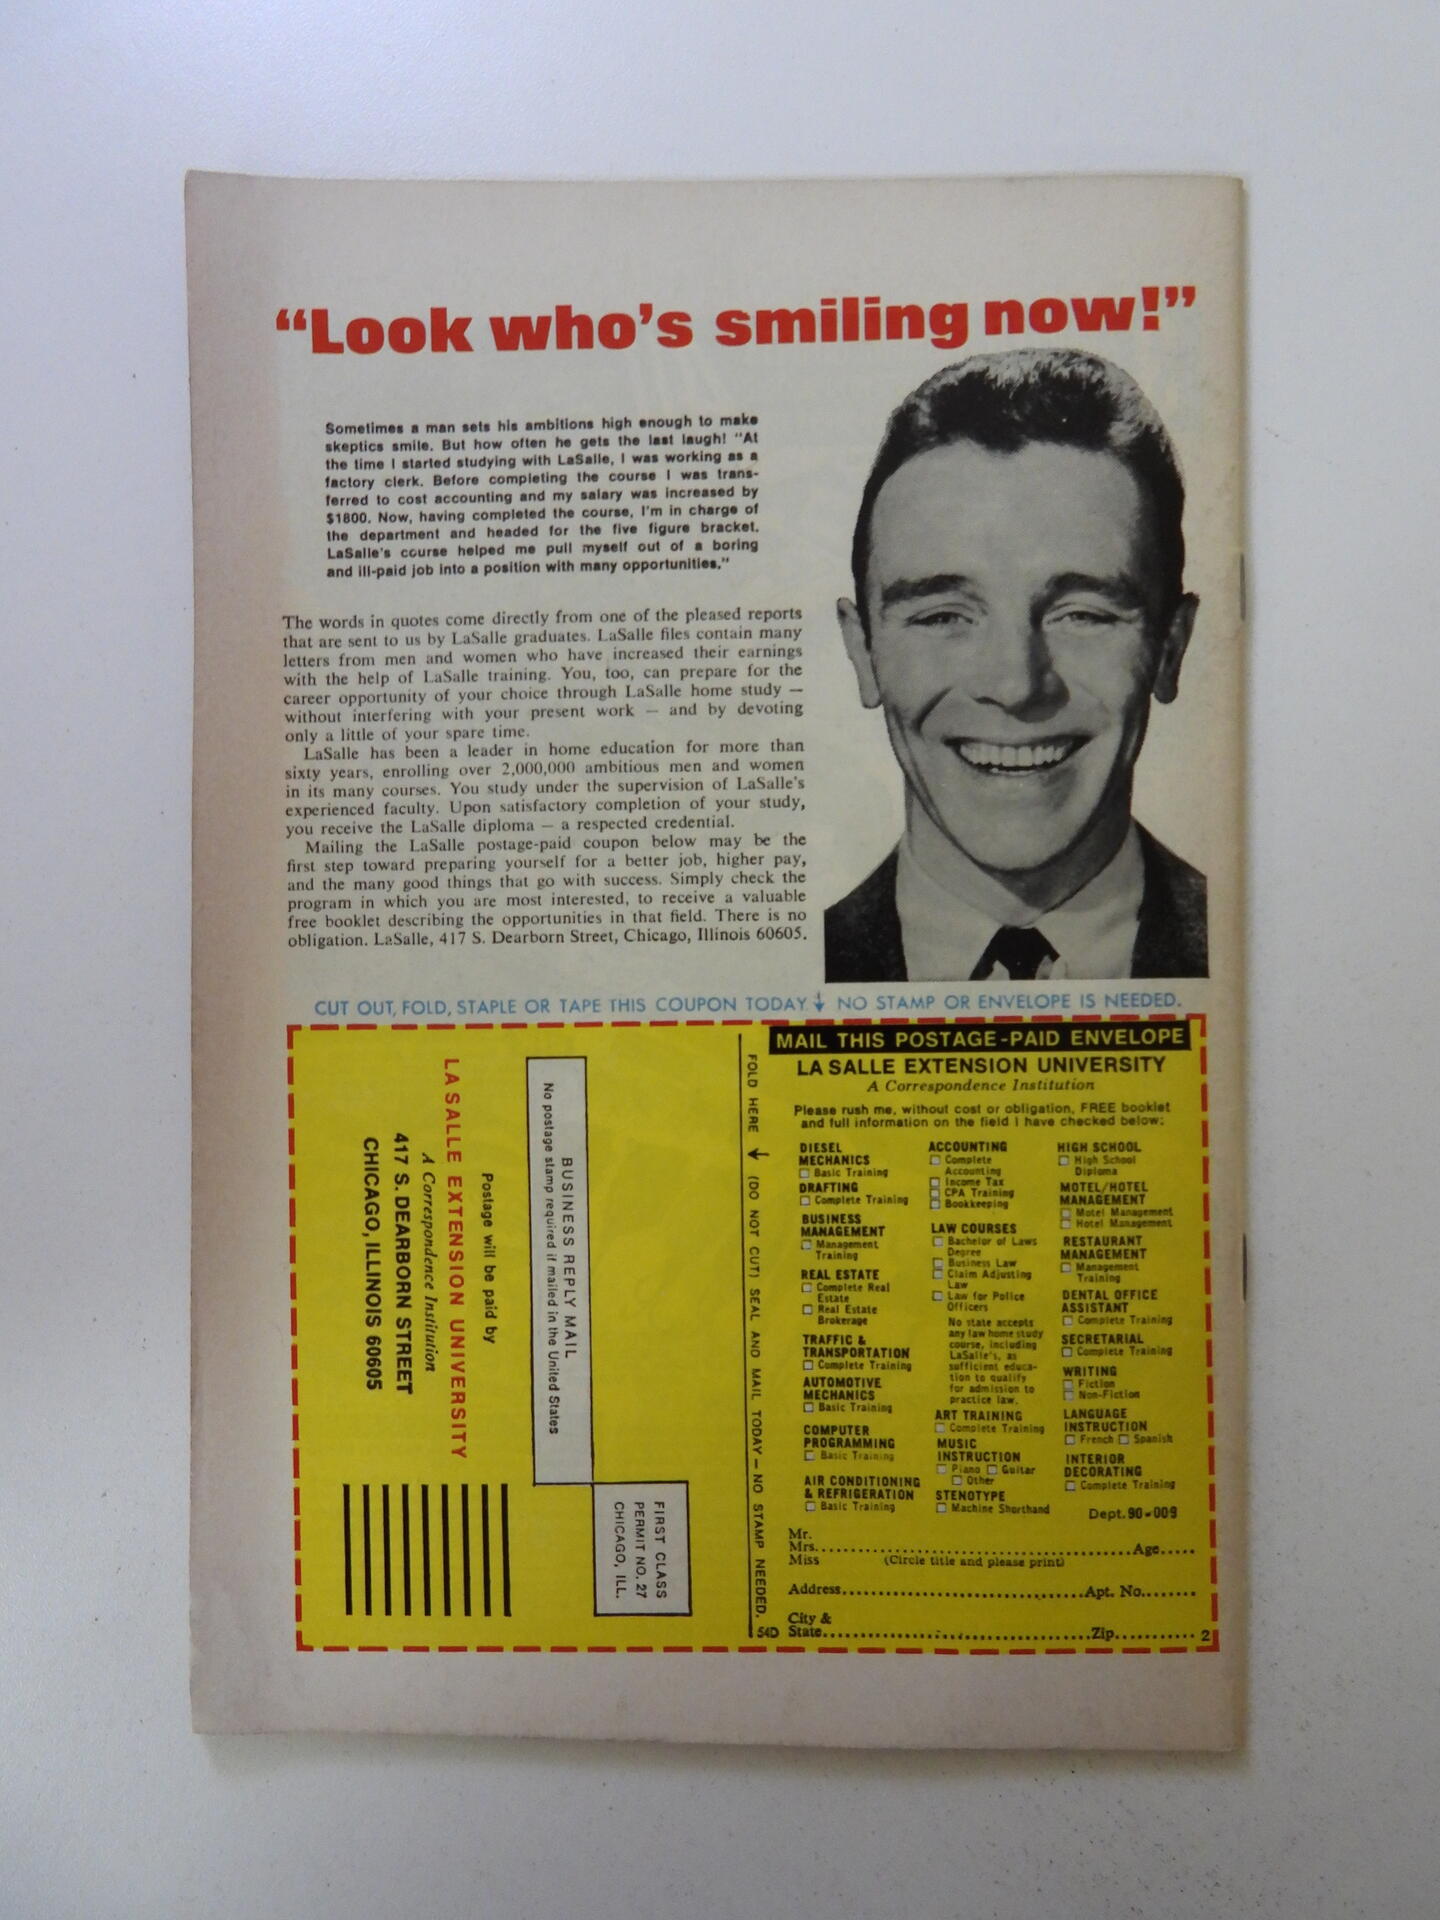 “Look who’s smiling now!”
Sometimes a man sets his ambitions high enough to make
skeptics smile. But how often he gets the last laugh! "At
the time I started studying with LaSalle, I was working as a
factory clerk. Before completing the course I was trans-
ferred to cost accounting and my salary was increased by
$1800. Now, having completed the course, I'm in charge of
the department and headed for the five figure bracket.
LaSalle's course helped me pull myself out of a boring
and ill-paid job into a position with many opportunities."
The words in quotes come directly from one of the pleased reports
that are sent to us by LaSalle graduates. LaSalle files contain many
letters from men and women who have increased their earnings
with the help of LaSalle training. You, too, can prepare for the
career opportunity of your choice through LaSalle home study —
without interfering with your present work — and by devoting
only a little of your spare time.
LaSalle has been a leader in home education for more than
sixty years, enrolling over 2,000,000 ambitious men and women
in its many courses. You study under the supervision of LaSalle's
experienced faculty. Upon satisfactory completion of your study,
you receive the LaSalle diploma — a respected credential.
Mailing the LaSalle postage-paid coupon below may be the
first step toward preparing yourself for a better job, higher pay,
and the many good things that go with success. Simply check the
program in which you are most interested, to receive a valuable
free booklet describing the opportunities in that field. There is no
obligation. LaSalle, 417 S. Dearborn Street, Chicago, Illinois 60605.
CUT OUT, FOLD, STAPLE OR TAPE THIS COUPON TODAY ↓ NO STAMP OR ENVELOPE IS NEEDED.
FIRST CLASS
PERMIT NO. 27
CHICAGO, ILL.
BUSINESS REPLY MAIL
No postage stamp required if mailed in the United States
Postage will be paid by
LA SALLE EXTENSION UNIVERSITY
A Correspondence Institution
417 S. DEARBORN STREET
CHICAGO, ILLINOIS 60605
FOLD HERE → (DO NOT CUT) SEAL AND MAIL TODAY — NO STAMP NEEDED.
MAIL THIS POSTAGE-PAID ENVELOPE
LA SALLE EXTENSION UNIVERSITY
A Correspondence Institution
Please rush me, without cost or obligation, FREE booklet
and full information on the field I have checked below:
DIESEL
MECHANICS
□ Basic Training
DRAFTING
□ Complete Training
BUSINESS
MANAGEMENT
□ Management
Training
REAL ESTATE
□ Complete Real
Estate
□ Real Estate
Brokerage
TRAFFIC &
TRANSPORTATION
□ Complete Training
AUTOMOTIVE
MECHANICS
□ Basic Training
COMPUTER
PROGRAMMING
□ Basic Training
AIR CONDITIONING
& REFRIGERATION
□ Basic Training
ACCOUNTING
□ Complete
Accounting
□ Income Tax
□ CPA Training
□ Bookkeeping
LAW COURSES
□ Bachelor of Laws
Degree
□ Business Law
□ Claim Adjusting
Law
□ Law for Police
Officers
No state accepts
any law home study
course, including
LaSalle's, as
sufficient educa-
tion to qualify
for admission to
practice law.
ART TRAINING
□ Complete Training
MUSIC
INSTRUCTION
□ Piano □ Guitar
□ Other
STENOTYPE
□ Machine Shorthand
HIGH SCHOOL
□ High School
Diploma
MOTEL/HOTEL
MANAGEMENT
□ Motel Management
□ Hotel Management
RESTAURANT
MANAGEMENT
□ Management
Training
DENTAL OFFICE
ASSISTANT
□ Complete Training
SECRETARIAL
□ Complete Training
WRITING
□ Fiction
□ Non-Fiction
LANGUAGE
INSTRUCTION
□ French □ Spanish
INTERIOR
DECORATING
□ Complete Training
Dept. 90-009
Mr.
Mrs. Age
Miss (Circle title and please print)
Address Apt. No.
City &
54D State Zip 2